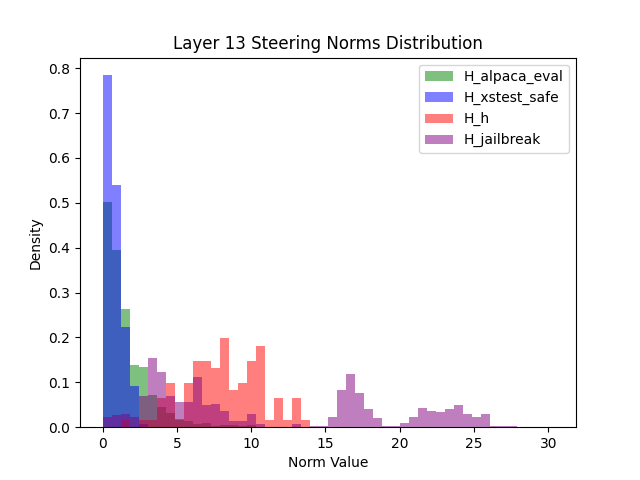 Layer 13 Steering Norms Distribution
H_alpaca_eval
H_xstest_safe
H_h
H_jailbreak
0.8
0.7
0.6
0.5
0.4
0.3
0.2
0.1
0.0
Density
0 5 10 15 20 25 30
Norm Value